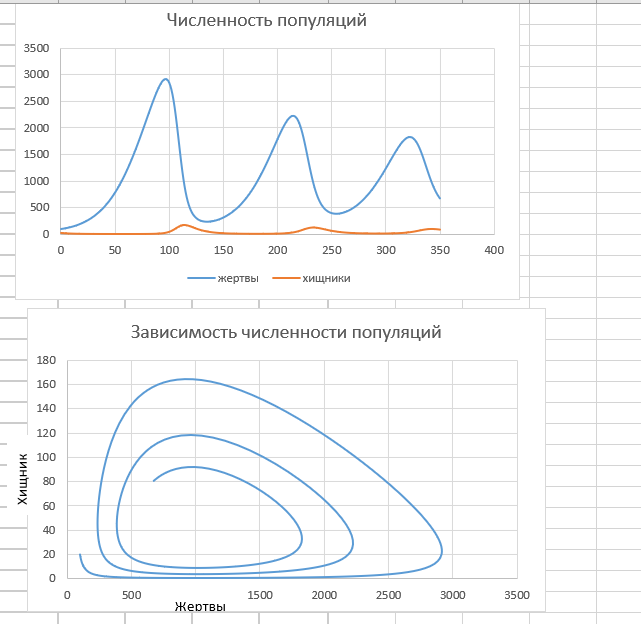 Численность популяций
3500
3000
2500
2000
1500
1000
500
0
0 50 100 150 200 250 300 350 400
жертвы хищники
Зависимость численности популяций
180
160
140
120
100
80
60
40
20
0
Хищник
0 500 1500 2000 2500 3000 3500
Жертвы